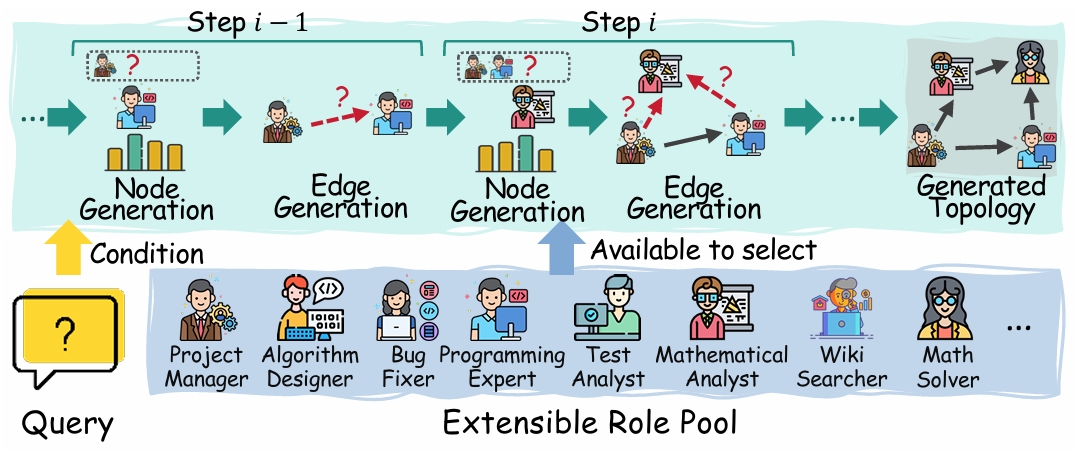 Step i − 1
Step i
?
?
?
?
?
...
...
Node
Generation
Edge
Generation
Node
Generation
Edge
Generation
Generated
Topology
Condition
Available to select
?
Project
Manager
Algorithm
Designer
Bug
Fixer
Programming
Expert
Test
Analyst
Mathematical
Analyst
Wiki
Searcher
Math
Solver
...
Query
Extensible Role Pool